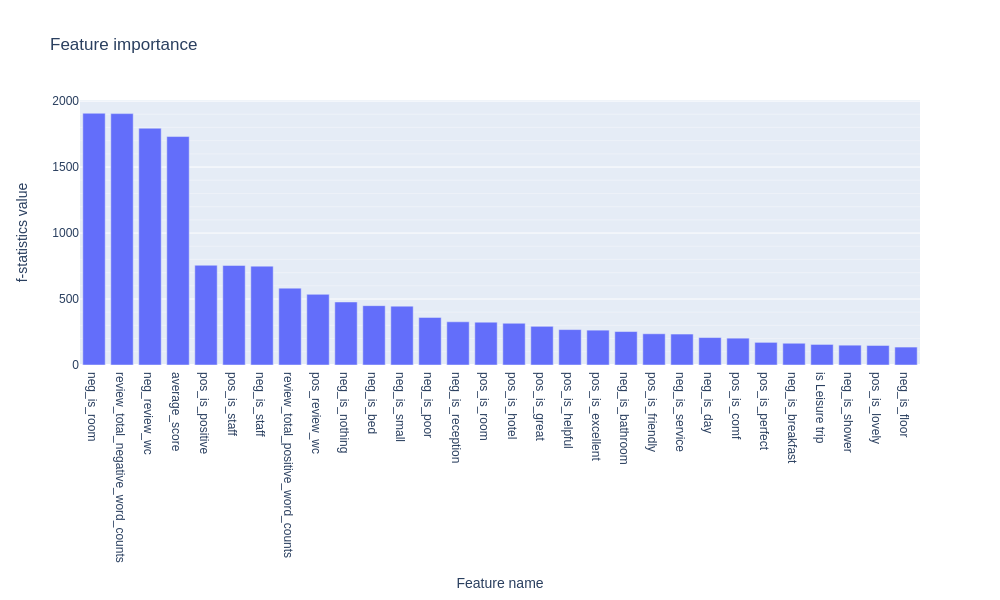 Feature importance
2000
1500
1000
500
0
f-statistics value
neg_is_room
review_total_negative_word_counts
neg_review_wc
average_score
pos_is_positive
pos_is_staff
neg_is_staff
review_total_positive_word_counts
pos_review_wc
neg_is_nothing
neg_is_bed
neg_is_small
neg_is_poor
neg_is_reception
pos_is_room
pos_is_hotel
pos_is_great
pos_is_helpful
pos_is_excellent
neg_is_bathroom
pos_is_friendly
neg_is_service
neg_is_day
pos_is_comf
pos_is_perfect
neg_is_breakfast
is Leisure trip
neg_is_shower
pos_is_lovely
neg_is_floor
Feature name